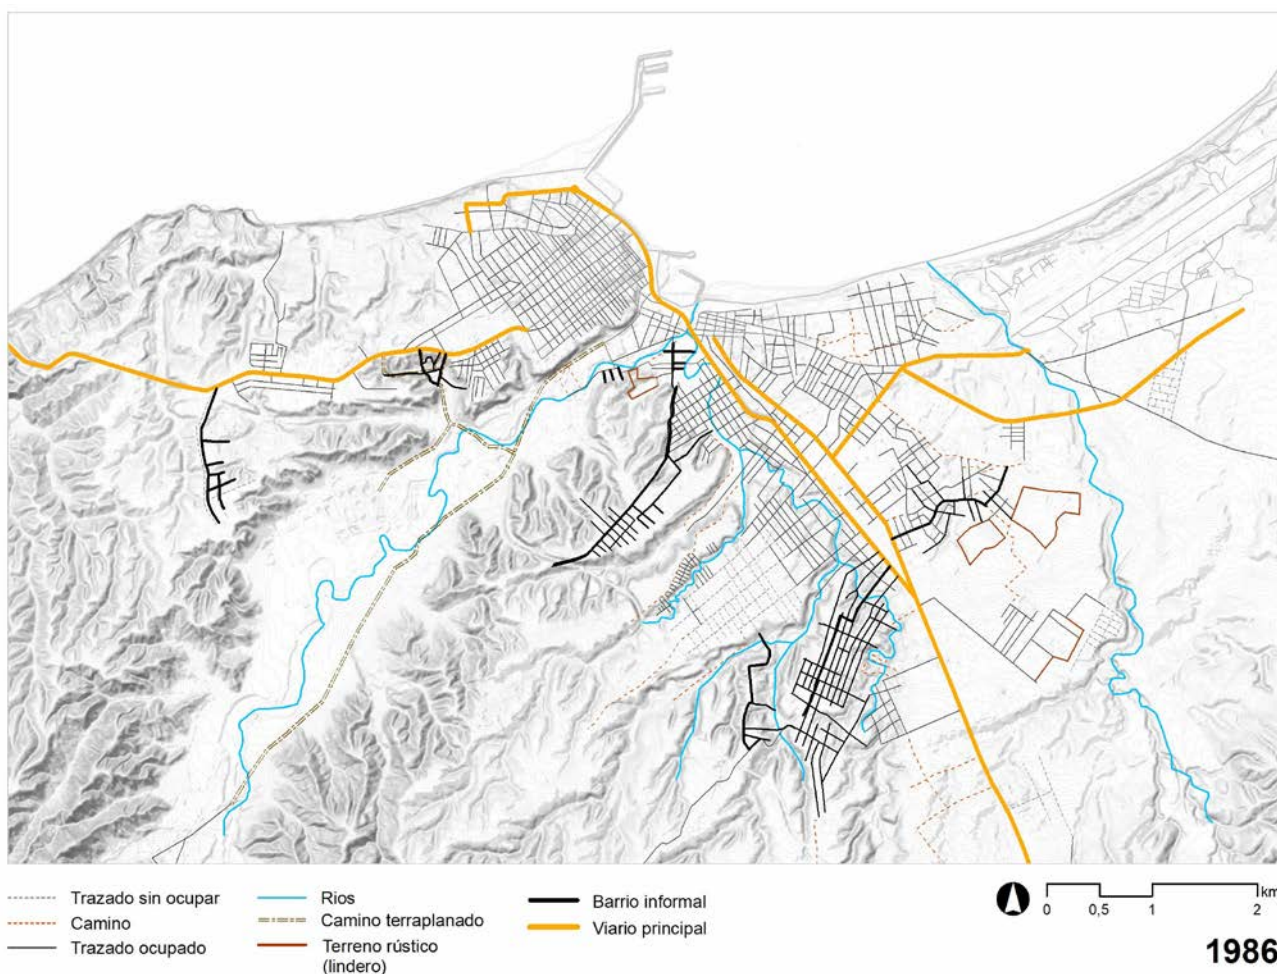 Trazado sin ocupar
Camino
Trazado ocupado
Rios
Camino terraplanado
Terreno rústico
(lindero)
Barrio informal
Viario principal
km
0 0,5 1 2
1986